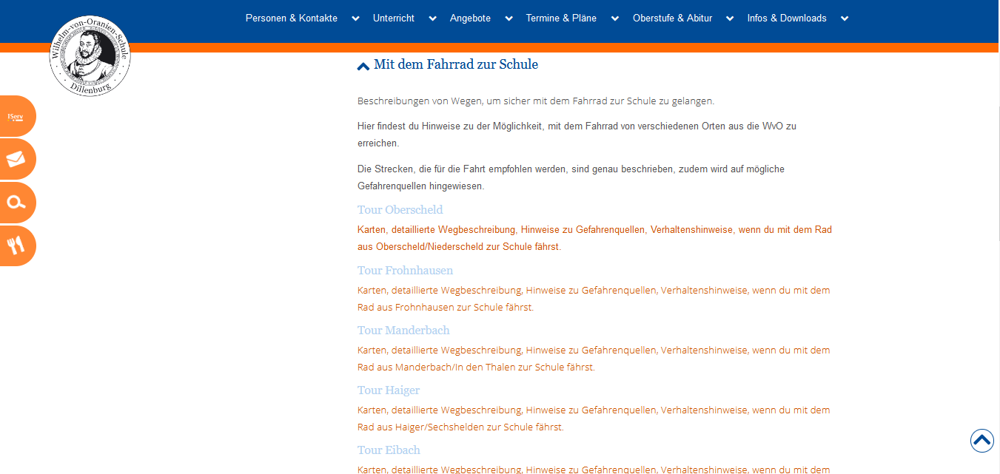 Personen & Kontakte
Unterricht
Angebote
Termine & Pläne
Oberstufe & Abitur
Infos & Downloads
Wilhelm-von-Oranien-Schule
Dillenburg
IServ
Mit dem Fahrrad zur Schule
Beschreibungen von Wegen, um sicher mit dem Fahrrad zur Schule zu gelangen.
Hier findest du Hinweise zu der Möglichkeit, mit dem Fahrrad von verschiedenen Orten aus die WvO zu
erreichen.
Die Strecken, die für die Fahrt empfohlen werden, sind genau beschrieben, zudem wird auf mögliche
Gefahrenquellen hingewiesen.
Tour Oberscheld
Karten, detaillierte Wegbeschreibung, Hinweise zu Gefahrenquellen, Verhaltenshinweise, wenn du mit dem Rad
aus Oberscheld/Niederscheld zur Schule fährst.
Tour Frohnhausen
Karten, detaillierte Wegbeschreibung, Hinweise zu Gefahrenquellen, Verhaltenshinweise, wenn du mit dem
Rad aus Frohnhausen zur Schule fährst.
Tour Manderbach
Karten, detaillierte Wegbeschreibung, Hinweise zu Gefahrenquellen, Verhaltenshinweise, wenn du mit dem
Rad aus Manderbach/In den Thalen zur Schule fährst.
Tour Haiger
Karten, detaillierte Wegbeschreibung, Hinweise zu Gefahrenquellen, Verhaltenshinweise, wenn du mit dem
Rad aus Haiger/Sechshelden zur Schule fährst.
Tour Eibach
Karten, detaillierte Wegbeschreibung, Hinweise zu Gefahrenquellen, Verhaltenshinweise, wenn du mit dem